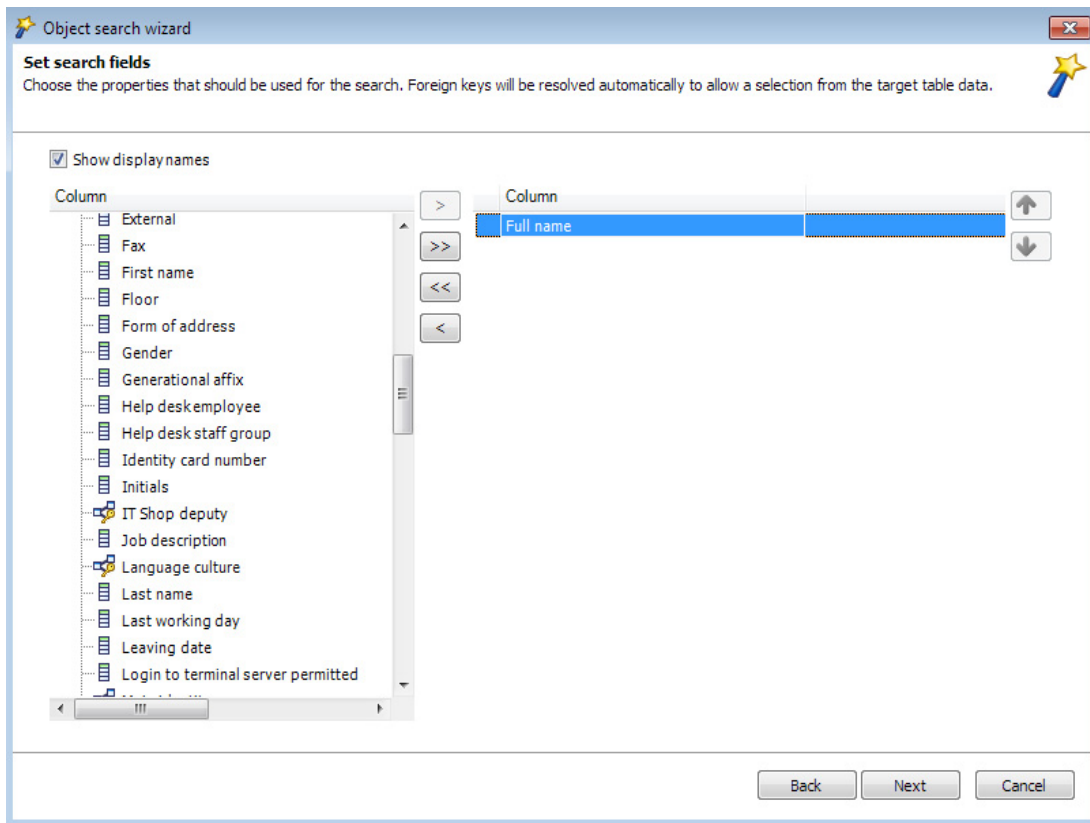 Object search wizard
Set search fields
Choose the properties that should be used for the search. Foreign keys will be resolved automatically to allow a selection from the target table data.
Show display names
Column
External
Fax
First name
Floor
Form of address
Gender
Generational affix
Help desk employee
Help desk staff group
Identity card number
Initials
IT Shop deputy
Job description
Language culture
Last name
Last working day
Leaving date
Login to terminal server permitted
>
>>
<<
<
Column
Full name
Back
Next
Cancel